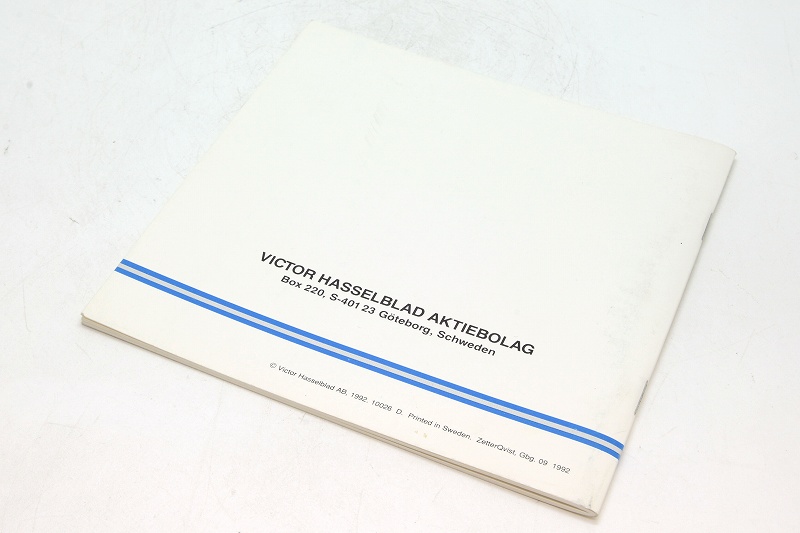 VICTOR HASSELBLAD AKTIEBOLAG
Box 220, S-401 23 Göteborg, Schweden
© Victor Hasselblad AB, 1992, 10026 D. Printed in Sweden, ZetterQvist, Gbg. 09 1992